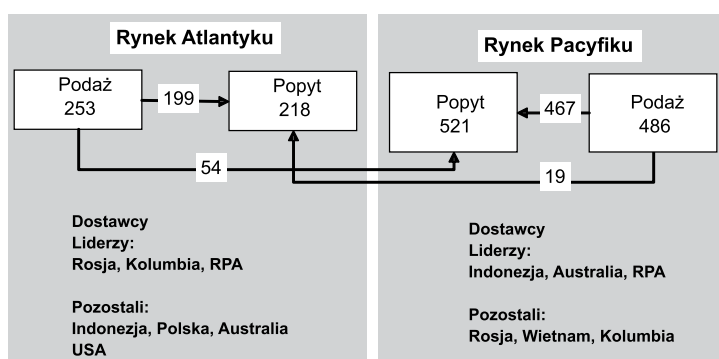 Rynek Atlantyku
Podaż
253
199
Popyt
218
54
Dostawcy
Liderzy:
Rosja, Kolumbia, RPA
Pozostali:
Indonezja, Polska, Australia
USA
Rynek Pacyfiku
Popyt
521
467
Podaż
486
19
Dostawcy
Liderzy:
Indonezja, Australia, RPA
Pozostali:
Rosja, Wietnam, Kolumbia